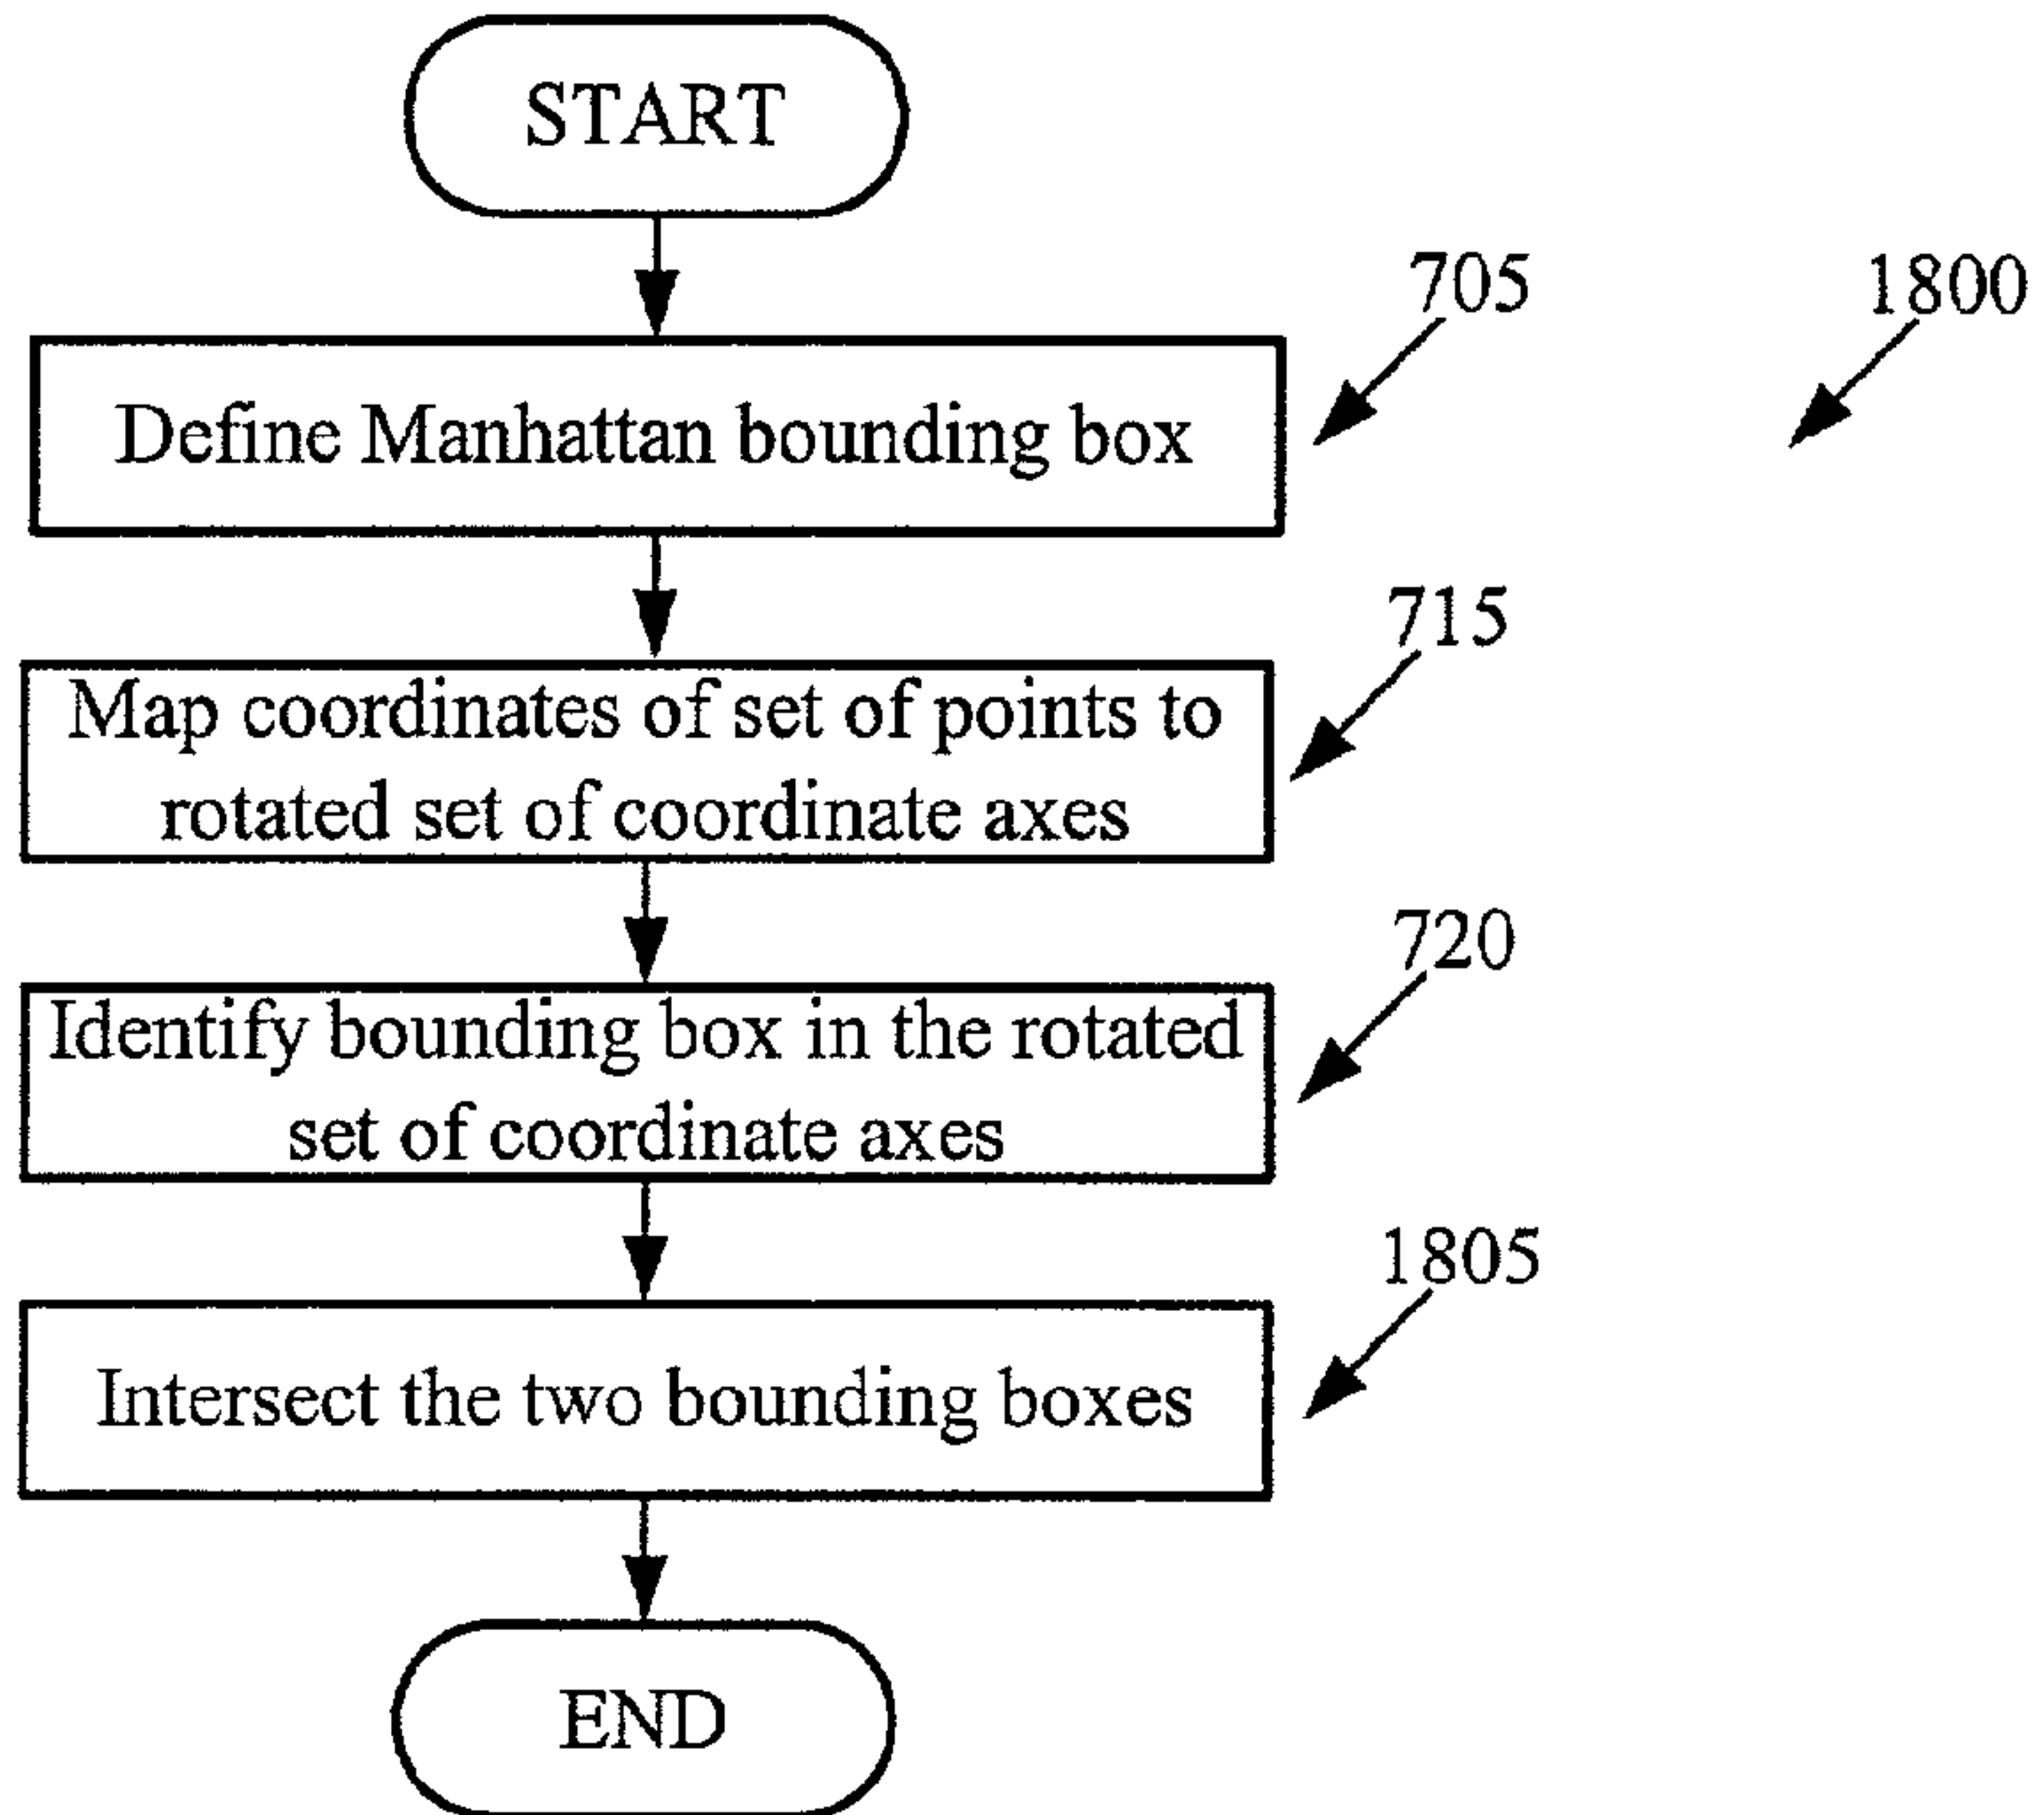 START
705
1800
Define Manhattan bounding box
715
Map coordinates of set of points to
rotated set of coordinate axes
720
Identify bounding box in the rotated
set of coordinate axes
1805
Intersect the two bounding boxes
END